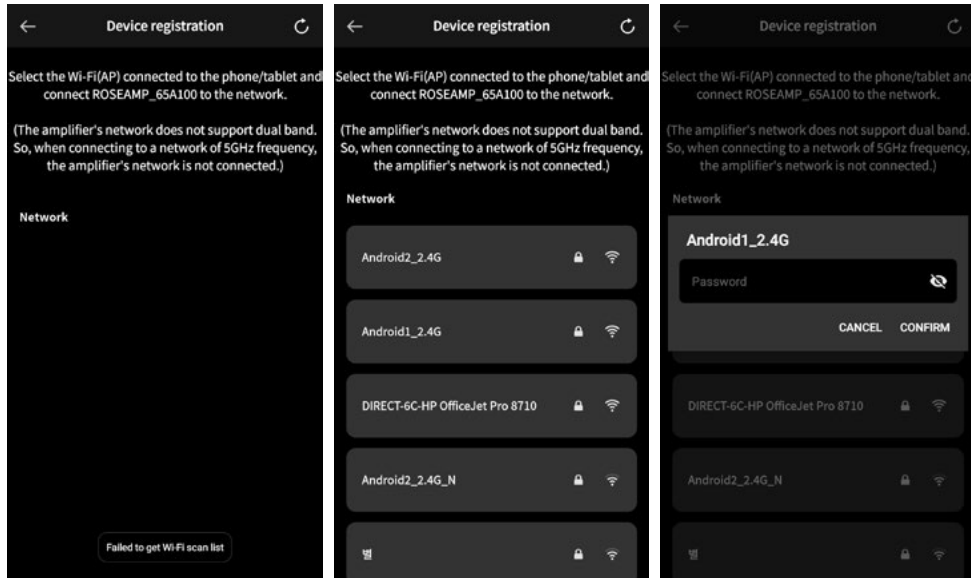 Device registration
Select the Wi-Fi(AP) connected to the phone/tablet and
connect ROSEAMP_65A100 to the network.
(The amplifier's network does not support dual band.
So, when connecting to a network of 5GHz frequency,
the amplifier's network is not connected.)
Network
Failed to get Wi-Fi scan list
Device registration
Select the Wi-Fi(AP) connected to the phone/tablet and
connect ROSEAMP_65A100 to the network.
(The amplifier's network does not support dual band.
So, when connecting to a network of 5GHz frequency,
the amplifier's network is not connected.)
Network
Android2_2.4G
Android1_2.4G
DIRECT-6C-HP OfficeJet Pro 8710
Android2_2.4G_N
별
Device registration
Select the Wi-Fi(AP) connected to the phone/tablet and
connect ROSEAMP_65A100 to the network.
(The amplifier's network does not support dual band.
So, when connecting to a network of 5GHz frequency,
the amplifier's network is not connected.)
Network
Android1_2.4G
Password
CANCEL CONFIRM
DIRECT-6C-HP OfficeJet Pro 8710
Android2_2.4G_N
별